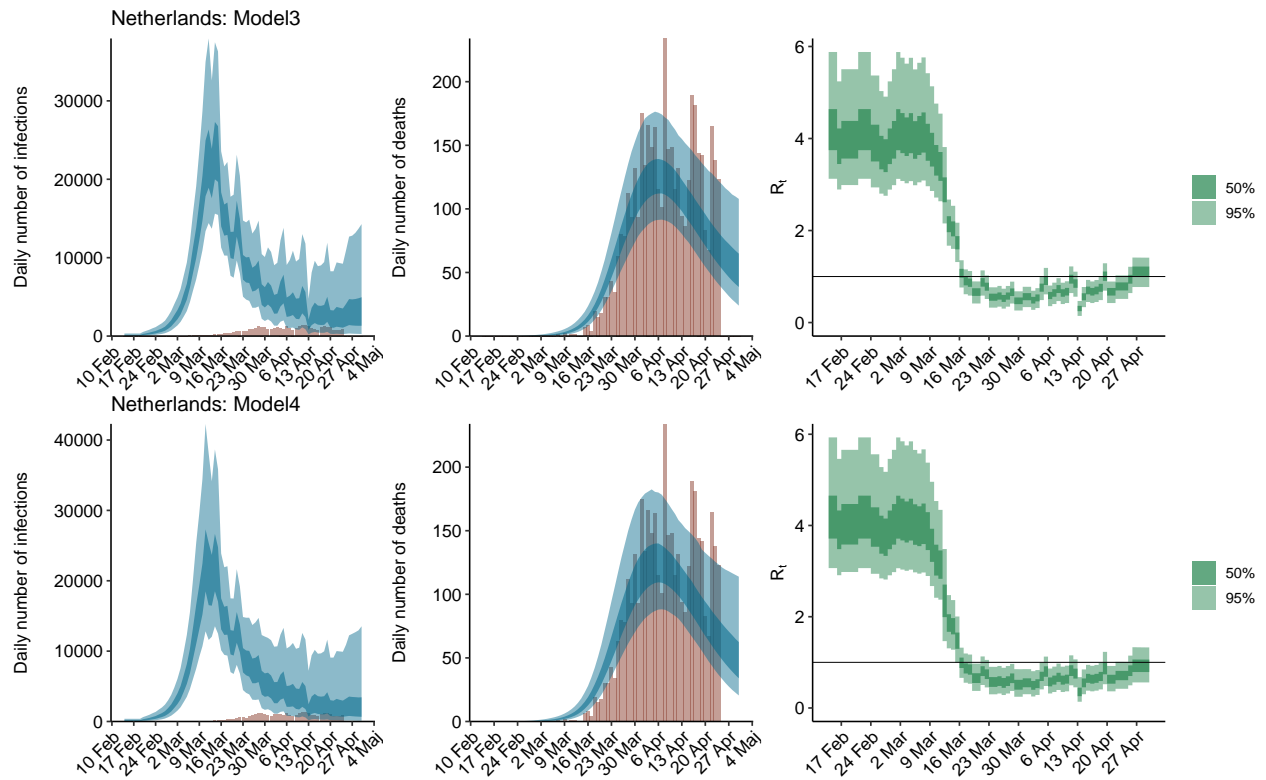 Netherlands: Model3
Daily number of infections
30000
20000
10000
0
10 Feb
17 Feb
24 Feb
2 Mar
9 Mar
16 Mar
23 Mar
30 Mar
6 Apr
13 Apr
20 Apr
27 Apr
4 Maj
Daily number of deaths
200
150
100
50
0
10 Feb
17 Feb
24 Feb
2 Mar
9 Mar
16 Mar
23 Mar
30 Mar
6 Apr
13 Apr
20 Apr
27 Apr
4 Maj
Rt
6
4
2
0
17 Feb
24 Feb
2 Mar
9 Mar
16 Mar
23 Mar
30 Mar
6 Apr
13 Apr
20 Apr
27 Apr
50%
95%
Netherlands: Model4
Daily number of infections
40000
30000
20000
10000
0
10 Feb
17 Feb
24 Feb
2 Mar
9 Mar
16 Mar
23 Mar
30 Mar
6 Apr
13 Apr
20 Apr
27 Apr
4 Maj
Daily number of deaths
200
150
100
50
0
10 Feb
17 Feb
24 Feb
2 Mar
9 Mar
16 Mar
23 Mar
30 Mar
6 Apr
13 Apr
20 Apr
27 Apr
4 Maj
Rt
6
4
2
0
17 Feb
24 Feb
2 Mar
9 Mar
16 Mar
23 Mar
30 Mar
6 Apr
13 Apr
20 Apr
27 Apr
50%
95%